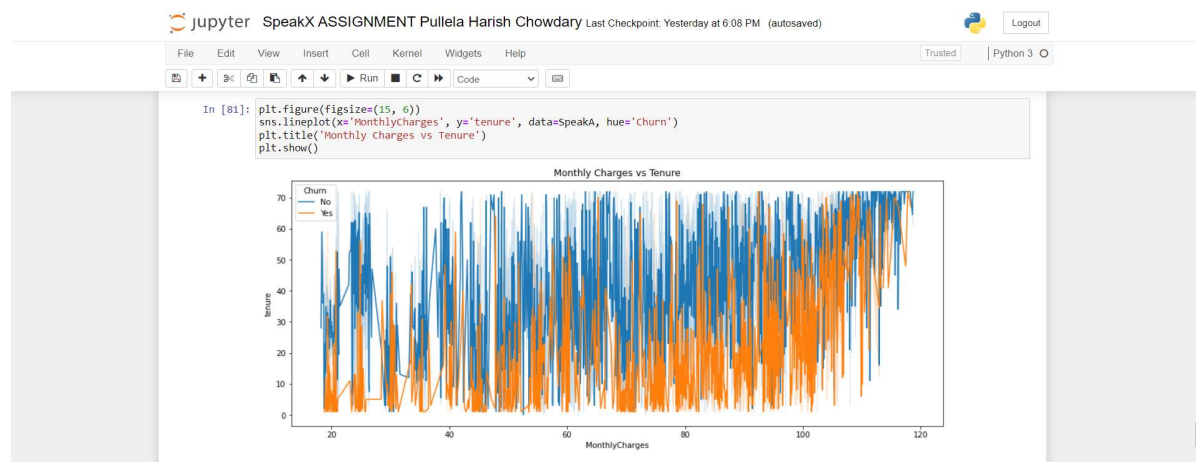 jupyter SpeakX ASSIGNMENT Pullela Harish Chowdary Last Checkpoint: Yesterday at 6:08 PM (autosaved)
Logout
File Edit View Insert Cell Kernel Widgets Help
Trusted Python 3
Run Code
In [81]: plt.figure(figsize=(15, 6))
sns.lineplot(x='MonthlyCharges', y='tenure', data=SpeakA, hue='Churn')
plt.title('Monthly Charges vs Tenure')
plt.show()
Monthly Charges vs Tenure
Churn
No
Yes
70
60
50
40
30
20
10
0
tenure
20 40 60 80 100 120
MonthlyCharges